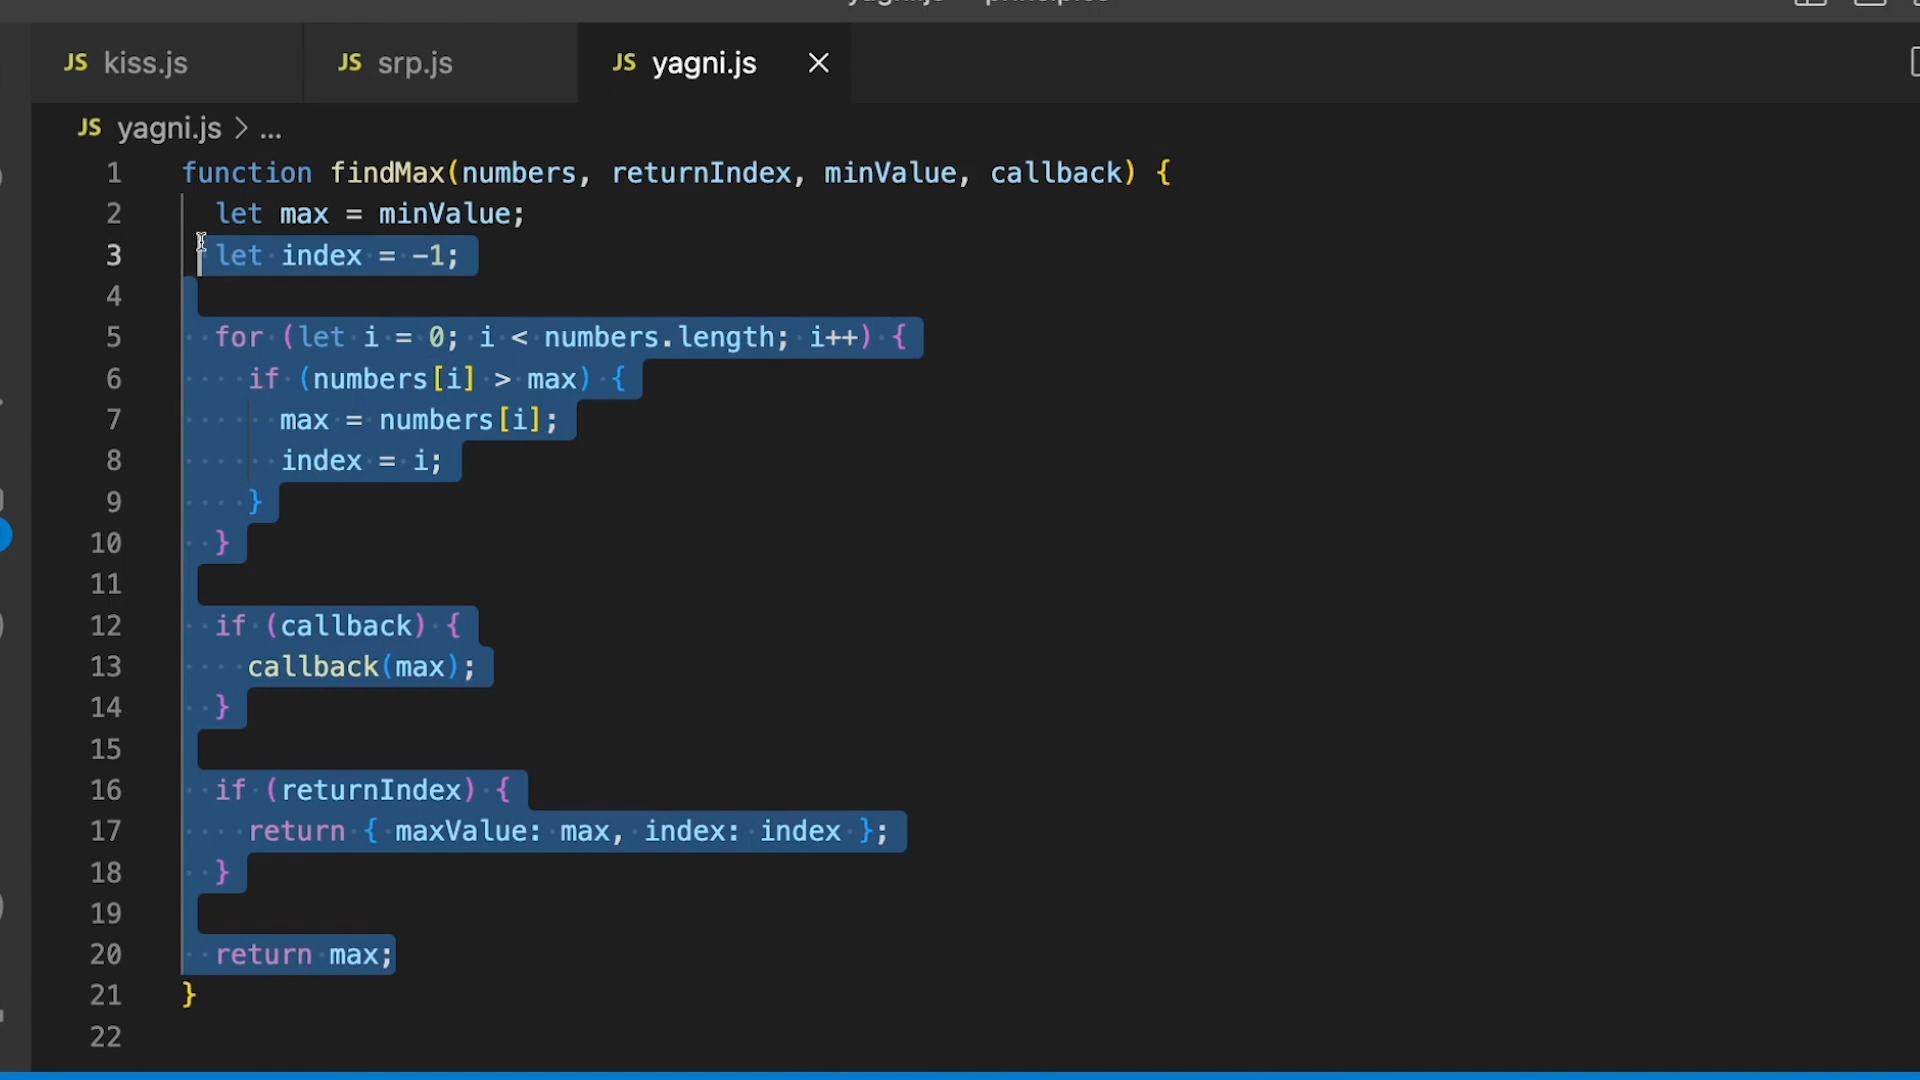 JS kiss.js JS srp.js JS yagni.js
JS yagni.js > ...
1 function findMax(numbers, returnIndex, minValue, callback) {
2 let max = minValue;
3 let index = -1;
4
5 for (let i = 0; i < numbers.length; i++) {
6 if (numbers[i] > max) {
7 max = numbers[i];
8 index = i;
9 }
10 }
11
12 if (callback) {
13 callback(max);
14 }
15
16 if (returnIndex) {
17 return { maxValue: max, index: index };
18 }
19
20 return max;
21 }
22